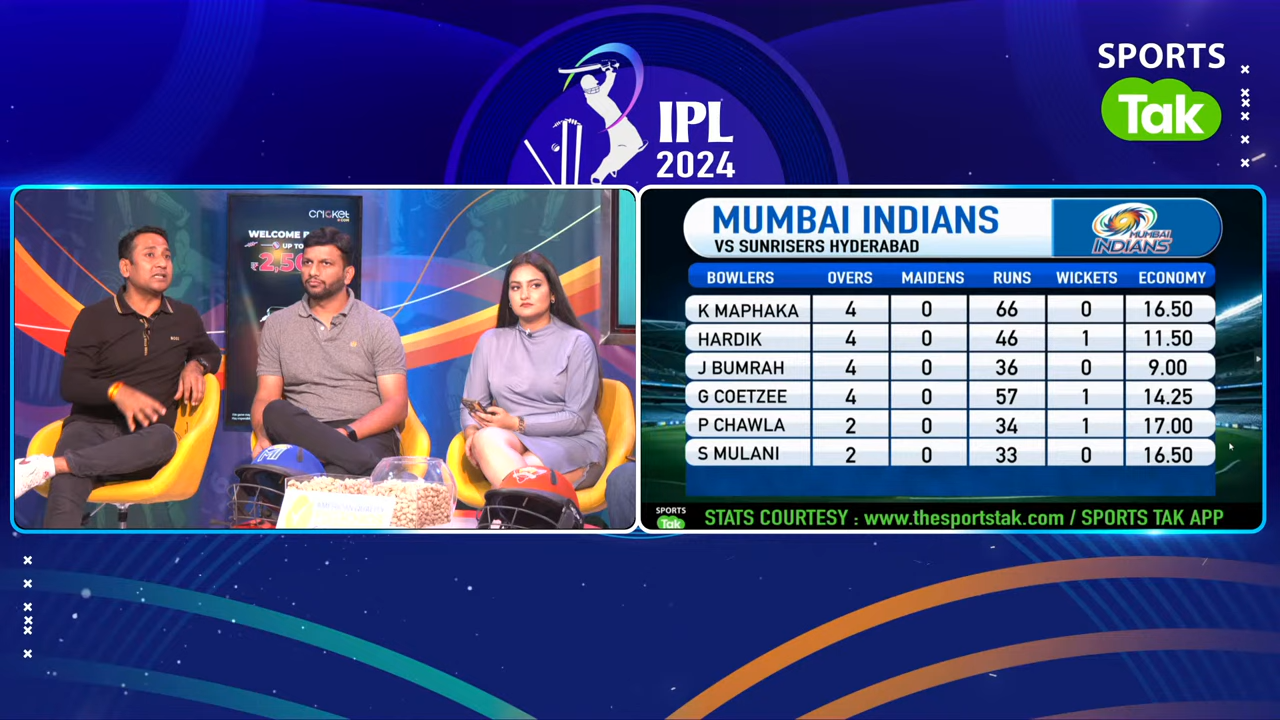 SPORTS
Tak
IPL
2024
cricket
WELCOME
UP TO
₹2,50
MI
MUMBAI INDIANS
VS SUNRISERS HYDERABAD
MUMBAI
INDIANS
BOWLERS OVERS MAIDENS RUNS WICKETS ECONOMY
K MAPHAKA 4 0 66 0 16.50
HARDIK 4 0 46 1 11.50
J BUMRAH 4 0 36 0 9.00
G COETZEE 4 0 57 1 14.25
P CHAWLA 2 0 34 1 17.00
S MULANI 2 0 33 0 16.50
SPORTS
Tak
STATS COURTESY : www.thesportstak.com / SPORTS TAK APP